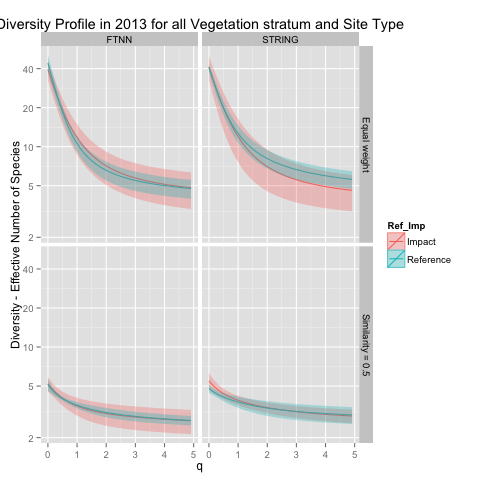 Diversity Profile in 2013 for all Vegetation stratum and Site Type
FTNN
STRING
40
20
10
5
2
Equal weight
40
20
10
5
2
Similarity = 0.5
0 1 2 3 4 5
0 1 2 3 4 5
q
Diversity - Effective Number of Species
Ref_Imp
Impact
Reference